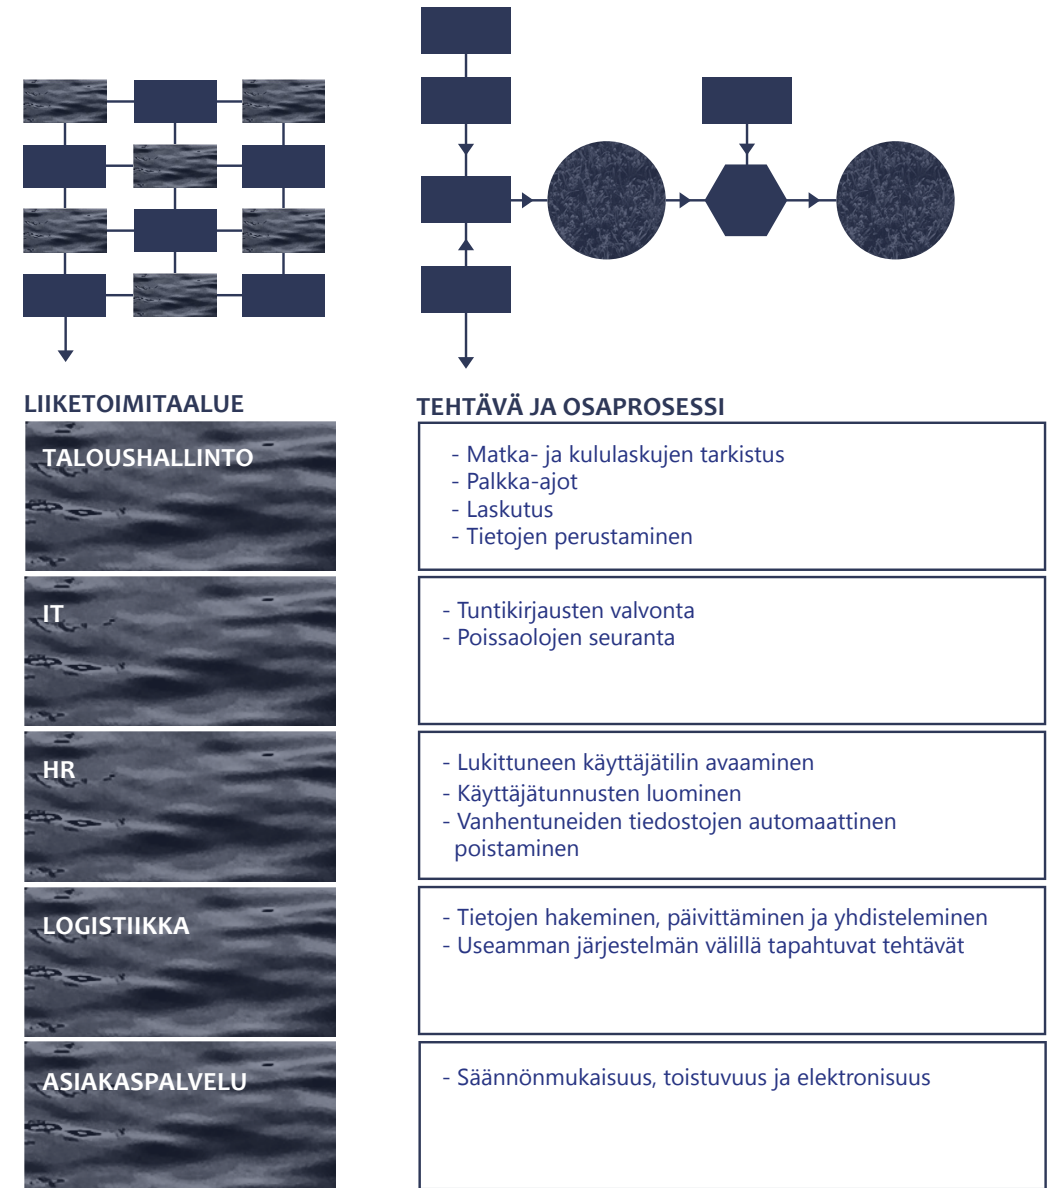 LIIKETOIMITAALUE
TEHTÄVÄ JA OSAPROSESSI
TALOUSHALLINTO
- Matka- ja kululaskujen tarkistus
- Palkka-ajot
- Laskutus
- Tietojen perustaminen
IT
- Tuntikirjausten valvonta
- Poissaolojen seuranta
HR
- Lukittuneen käyttäjätilin avaaminen
- Käyttäjätunnusten luominen
- Vanhentuneiden tiedostojen automaattinen
poistaminen
LOGISTIIKKA
- Tietojen hakeminen, päivittäminen ja yhdisteleminen
- Useamman järjestelmän välillä tapahtuvat tehtävät
ASIAKASPALVELU
- Säännönmukaisuus, toistuvuus ja elektronisuus